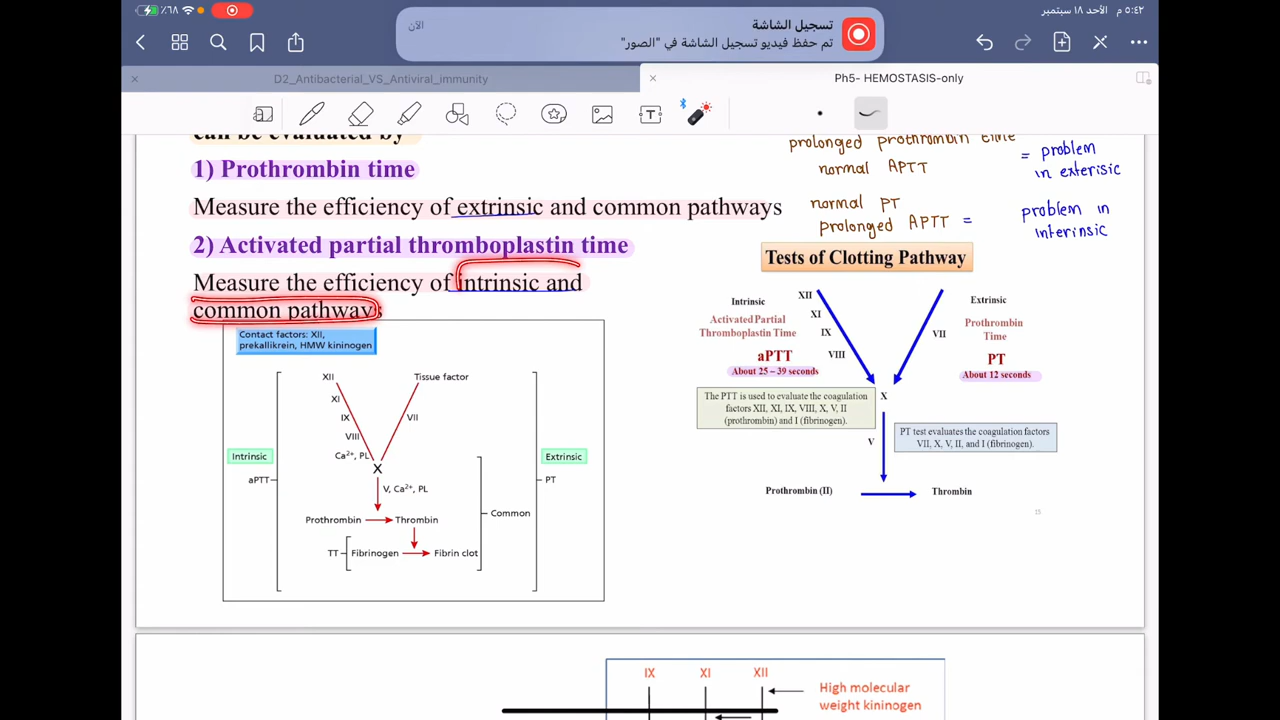 ٥:٤٢ م الأحد ١٨ سبتمبر
٪٦٨
تسجيل الشاشة
الآن
تم حفظ فيديو تسجيل الشاشة في "الصور"
D2_Antibacterial_VS_Antiviral_immunity
Ph5- HEMOSTASIS-only
can be evaluated by
1) Prothrombin time
Measure the efficiency of extrinsic and common pathways
2) Activated partial thromboplastin time
Measure the efficiency of intrinsic and
common pathways
Contact factors: XII,
prekallikrein, HMW kininogen
XII
Tissue factor
XI
IX
VII
VIII
Ca²⁺, PL
Intrinsic
X
Extrinsic
aPTT
V, Ca²⁺, PL
PT
Prothrombin
Thrombin
Common
TT
Fibrinogen
Fibrin clot
prolonged prothrombin time
normal APTT
= problem
in exterisic
normal PT
prolonged APTT =
problem in
interinsic
Tests of Clotting Pathway
Intrinsic
XII
Extrinsic
Activated Partial
Thromboplastin Time
XI
IX
VII
Prothrombin
Time
aPTT
VIII
PT
About 25 – 39 seconds
About 12 seconds
The PTT is used to evaluate the coagulation
factors XII, XI, IX, VIII, X, V, II
(prothrombin) and I (fibrinogen).
X
PT test evaluates the coagulation factors
VII, X, V, II, and I (fibrinogen).
V
Prothrombin (II)
Thrombin
15
IX
XI
XII
High molecular
weight kininogen